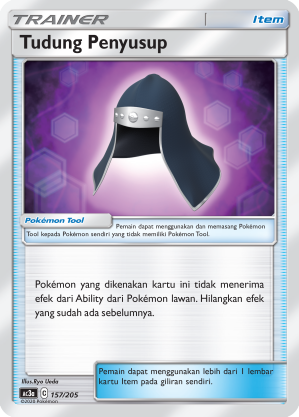 TRAINER
Item
Tudung Penyusup
Pokémon Tool
Pemain dapat menggunakan dan memasang Pokémon
Tool kepada Pokémon sendiri yang tidak memiliki Pokémon Tool.
Pokémon yang dikenakan kartu ini tidak menerima
efek dari Ability dari Pokémon lawan. Hilangkan efek
yang sudah ada sebelumnya.
Pemain dapat menggunakan lebih dari 1 lembar
kartu Item pada giliran sendiri.
Illus.Ryo Ueda
AC3a C 157/205
©2020 Pokémon